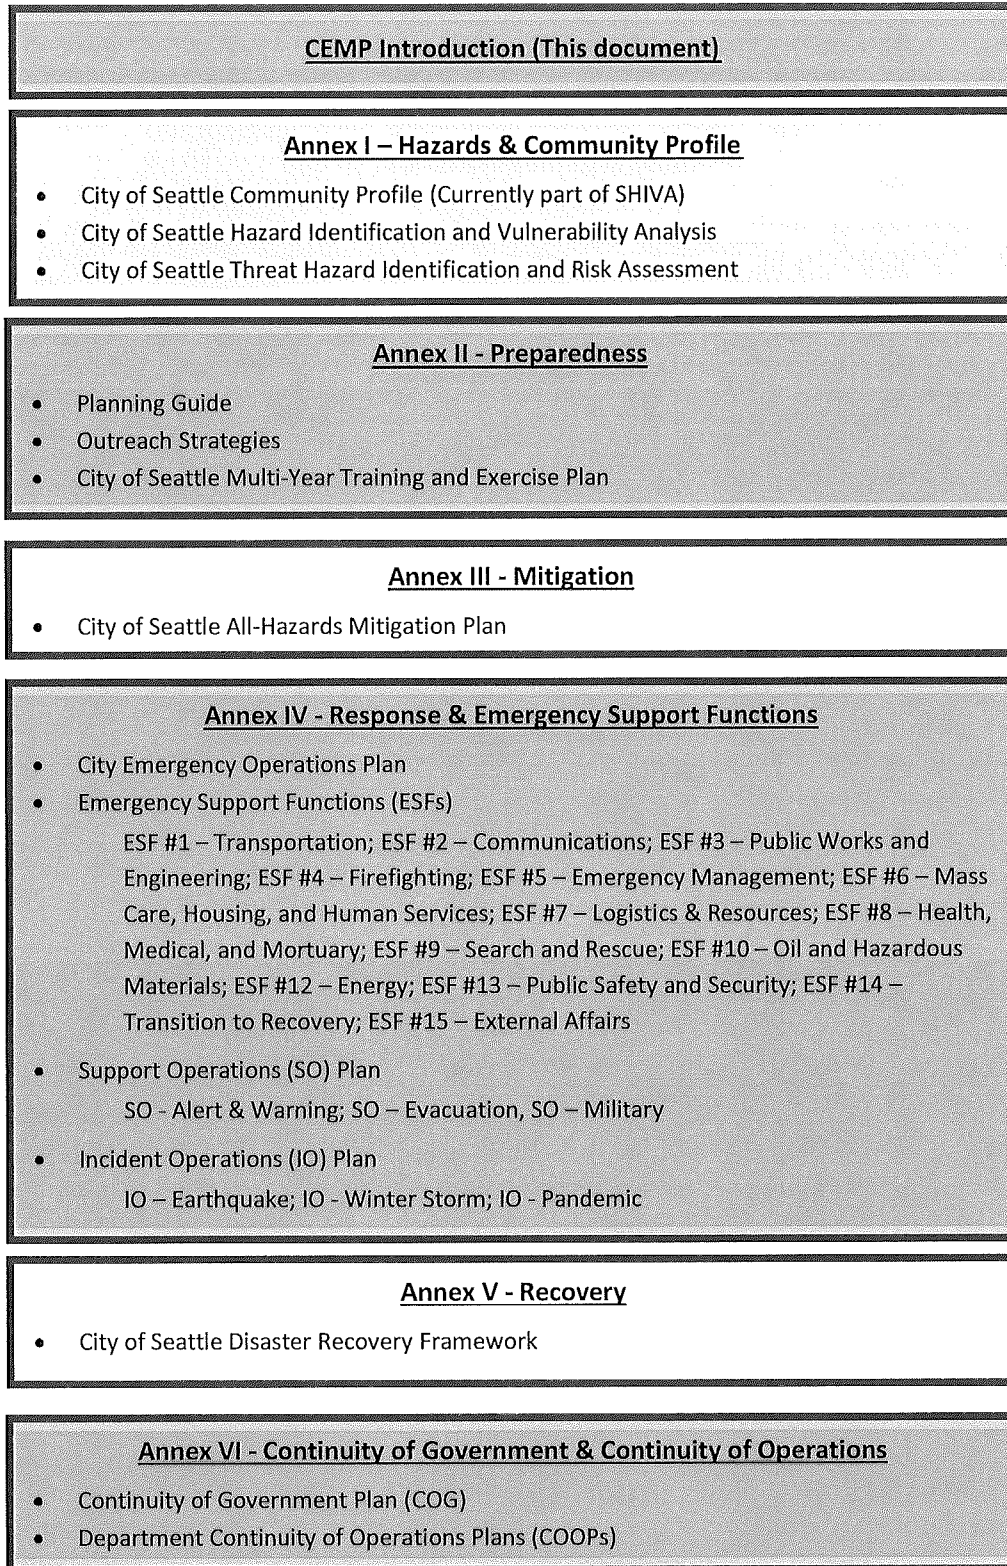 CEMP Introduction (This document)
Annex I – Hazards & Community Profile
• City of Seattle Community Profile (Currently part of SHIVA)
• City of Seattle Hazard Identification and Vulnerability Analysis
• City of Seattle Threat Hazard Identification and Risk Assessment
Annex II - Preparedness
• Planning Guide
• Outreach Strategies
• City of Seattle Multi-Year Training and Exercise Plan
Annex III - Mitigation
• City of Seattle All-Hazards Mitigation Plan
Annex IV - Response & Emergency Support Functions
• City Emergency Operations Plan
• Emergency Support Functions (ESFs)
ESF #1 – Transportation; ESF #2 – Communications; ESF #3 – Public Works and
Engineering; ESF #4 – Firefighting; ESF #5 – Emergency Management; ESF #6 – Mass
Care, Housing, and Human Services; ESF #7 – Logistics & Resources; ESF #8 – Health,
Medical, and Mortuary; ESF #9 – Search and Rescue; ESF #10 – Oil and Hazardous
Materials; ESF #12 – Energy; ESF #13 – Public Safety and Security; ESF #14 –
Transition to Recovery; ESF #15 – External Affairs
• Support Operations (SO) Plan
SO - Alert & Warning; SO – Evacuation, SO – Military
• Incident Operations (IO) Plan
IO – Earthquake; IO - Winter Storm; IO - Pandemic
Annex V - Recovery
• City of Seattle Disaster Recovery Framework
Annex VI - Continuity of Government & Continuity of Operations
• Continuity of Government Plan (COG)
• Department Continuity of Operations Plans (COOPs)